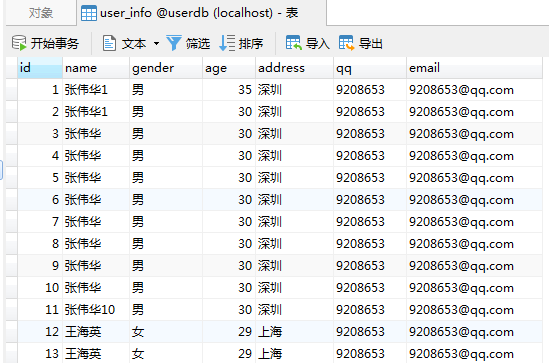 对象 user_info @userdb (localhost) - 表
开始事务 文本 筛选 排序 导入 导出
id name gender age address qq email
1 张伟华1 男 35 深圳 9208653 9208653@qq.com
2 张伟华1 男 30 深圳 9208653 9208653@qq.com
3 张伟华 男 30 深圳 9208653 9208653@qq.com
4 张伟华 男 30 深圳 9208653 9208653@qq.com
5 张伟华 男 30 深圳 9208653 9208653@qq.com
6 张伟华 男 30 深圳 9208653 9208653@qq.com
7 张伟华 男 30 深圳 9208653 9208653@qq.com
8 张伟华 男 30 深圳 9208653 9208653@qq.com
9 张伟华 男 30 深圳 9208653 9208653@qq.com
10 张伟华 男 30 深圳 9208653 9208653@qq.com
11 张伟华10 男 30 深圳 9208653 9208653@qq.com
12 王海英 女 29 上海 9208653 9208653@qq.com
13 王海英 女 29 上海 9208653 9208653@qq.com